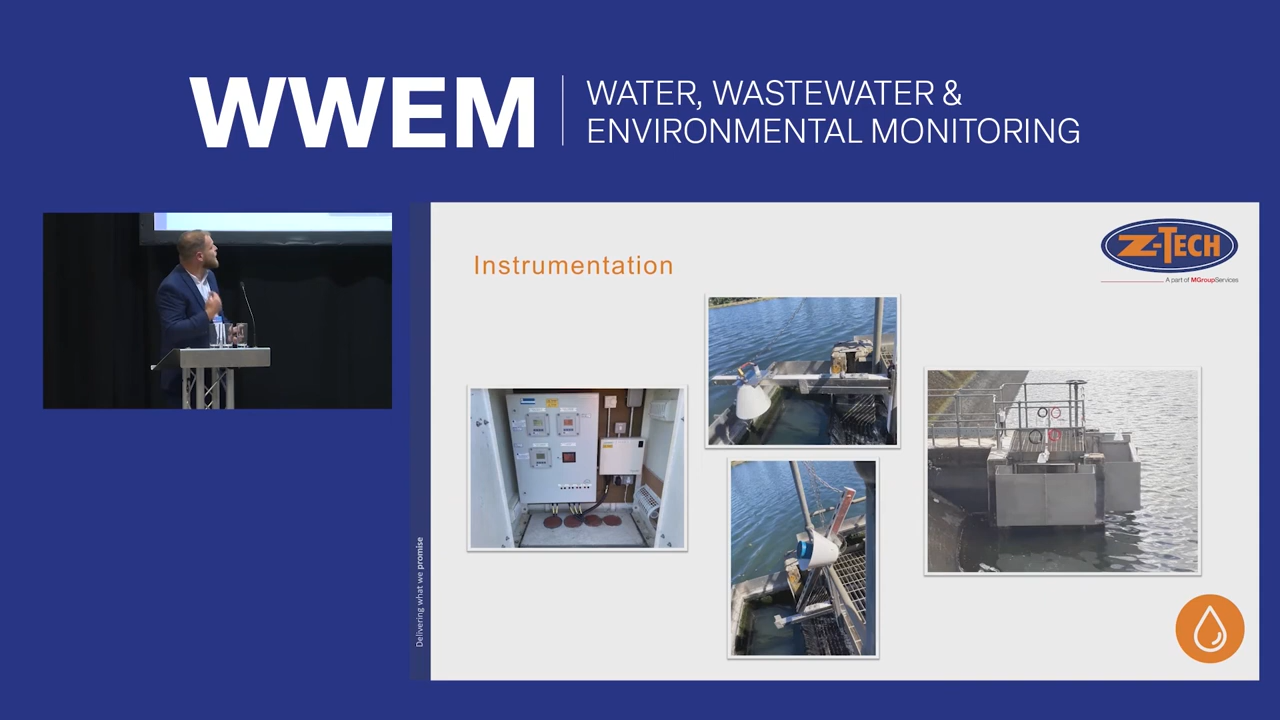 WWEM
WATER, WASTEWATER &
ENVIRONMENTAL MONITORING
Instrumentation
Z-TECH
A part of MGroupServices
Delivering what we promise